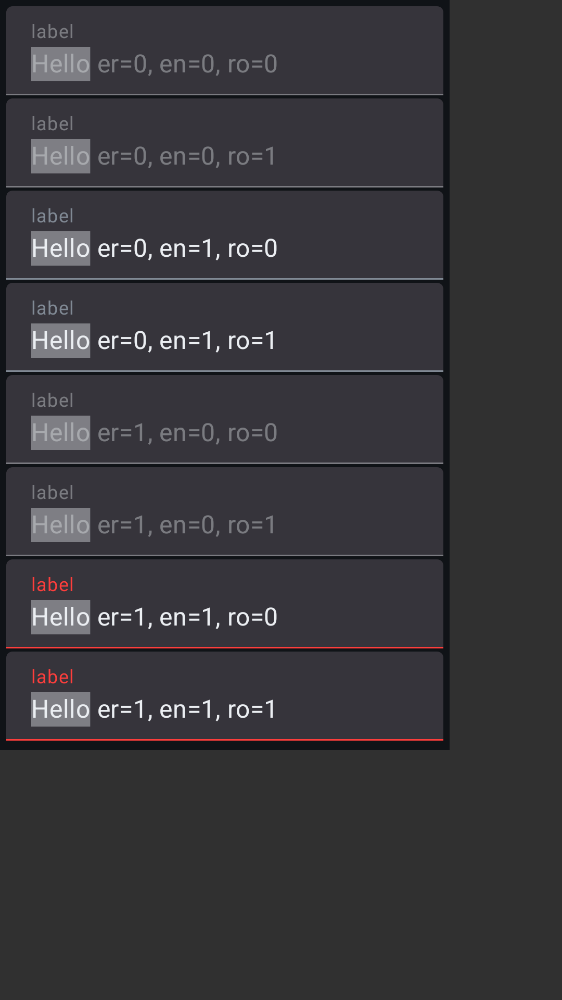 label
Hello er=0, en=0, ro=0
label
Hello er=0, en=0, ro=1
label
Hello er=0, en=1, ro=0
label
Hello er=0, en=1, ro=1
label
Hello er=1, en=0, ro=0
label
Hello er=1, en=0, ro=1
label
Hello er=1, en=1, ro=0
label
Hello er=1, en=1, ro=1